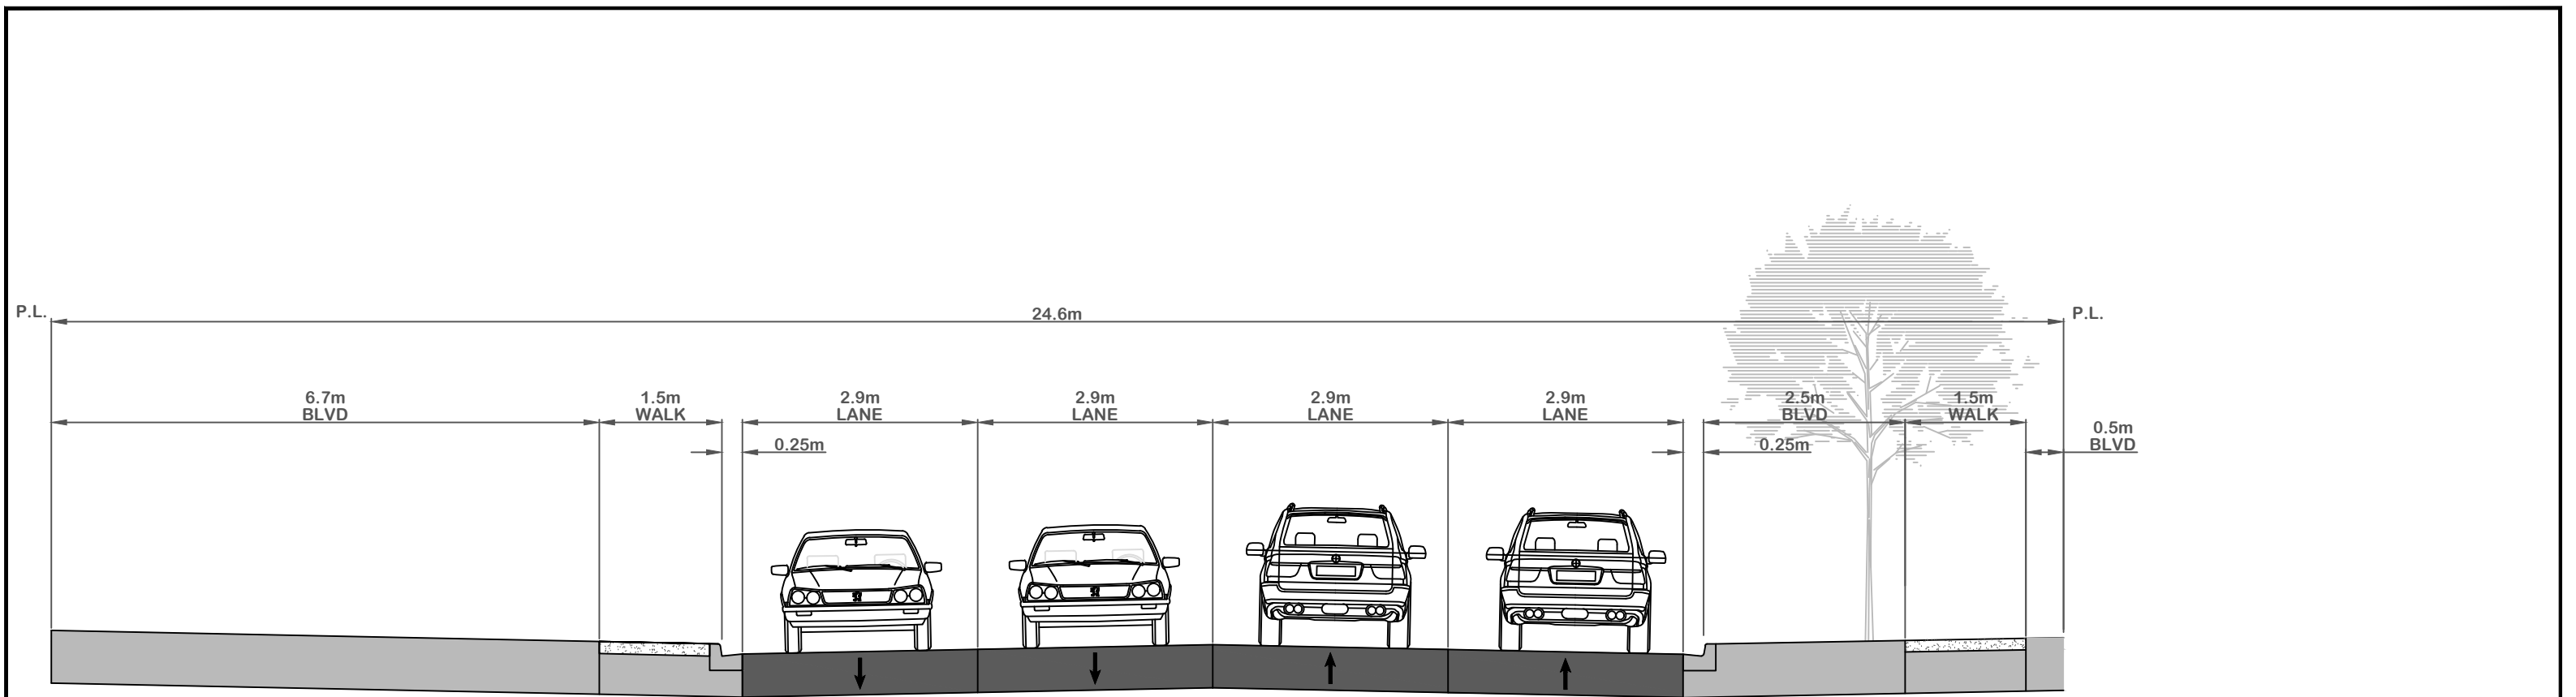 P.L.
24.6m
P.L.
6.7m
BLVD
1.5m
WALK
2.9m
LANE
2.9m
LANE
2.9m
LANE
2.9m
LANE
2.5m
BLVD
1.5m
WALK
0.5m
BLVD
0.25m
0.25m